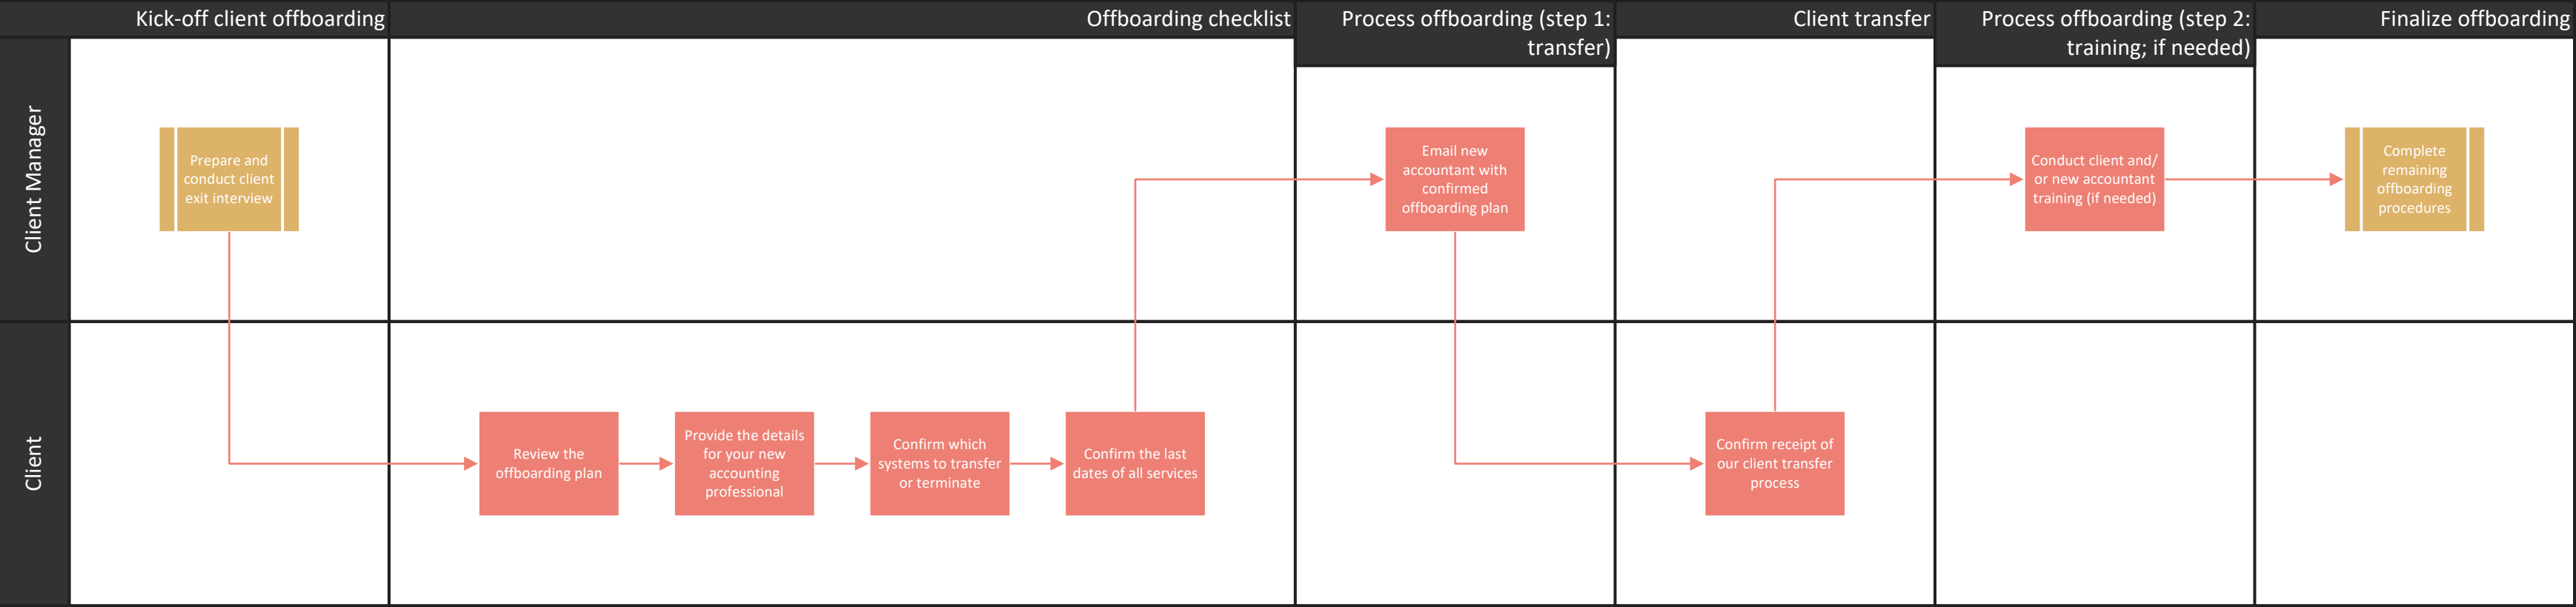 Kick-off client offboarding
Offboarding checklist
Process offboarding (step 1:
transfer)
Client transfer
Process offboarding (step 2:
training; if needed)
Finalize offboarding
Client Manager
Prepare and
conduct client
exit interview
Email new
accountant with
confirmed
offboarding plan
Conduct client and/
or new accountant
training (if needed)
Complete
remaining
offboarding
procedures
Client
Review the
offboarding plan
Provide the details
for your new
accounting
professional
Confirm which
systems to transfer
or terminate
Confirm the last
dates of all services
Confirm receipt of
our client transfer
process